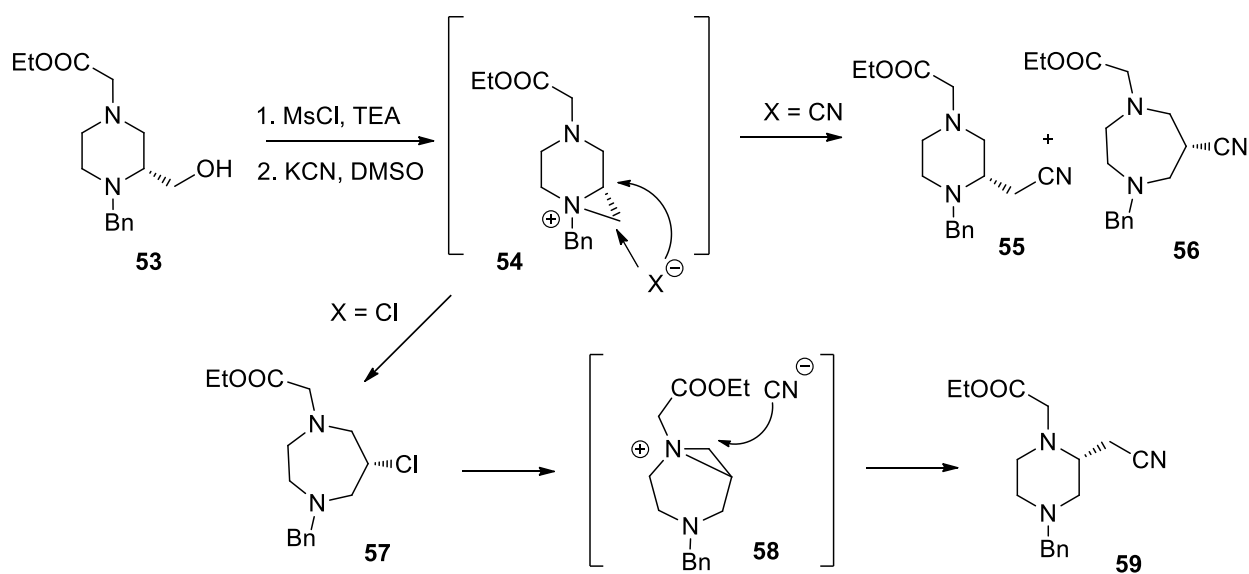 EtOOC
N
N
Bn
OH
53
1. MsCl, TEA
2. KCN, DMSO
EtOOC
N
N
⊕
Bn
54
X⊖
X = CN
EtOOC
N
N
Bn
CN
55
+
EtOOC
N
N
Bn
CN
56
X = Cl
EtOOC
N
N
Bn
Cl
57
COOEt
CN⊖
⊕
N
N
Bn
58
EtOOC
N
N
Bn
CN
59